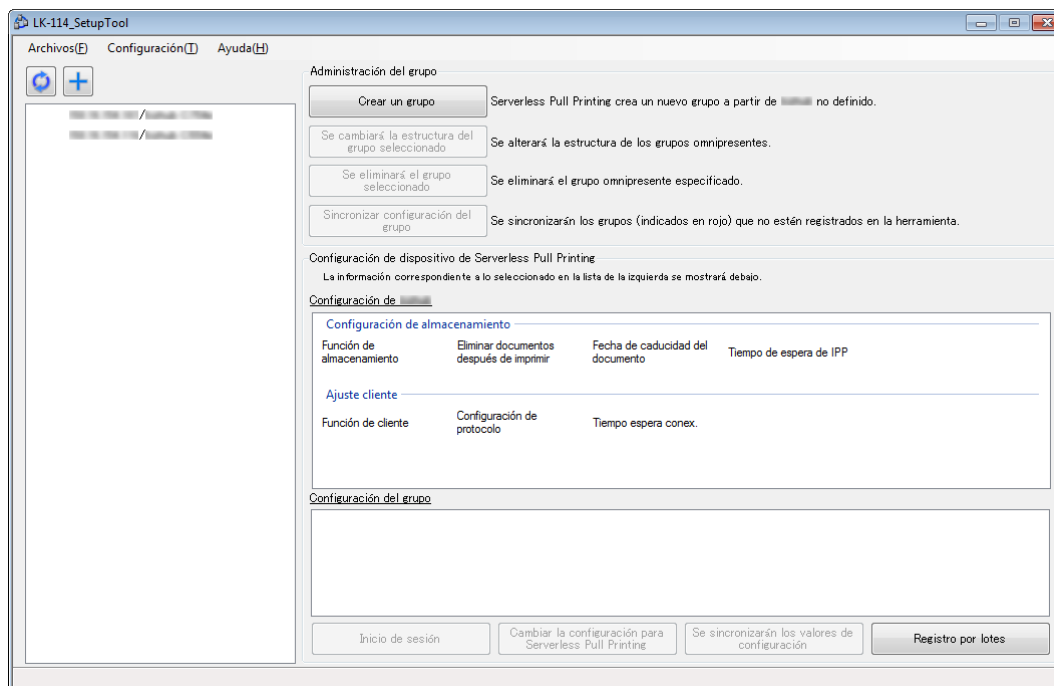 LK-114_SetupTool
Archivos(F) Configuración(T) Ayuda(H)
/
/
Administración del grupo
Crear un grupo
Serverless Pull Printing crea un nuevo grupo a partir de no definido.
Se cambiará la estructura del
grupo seleccionado
Se alterará la estructura de los grupos omnipresentes.
Se eliminará el grupo
seleccionado
Se eliminará el grupo omnipresente especificado.
Sincronizar configuración del
grupo
Se sincronizarán los grupos (indicados en rojo) que no estén registrados en la herramienta.
Configuración de dispositivo de Serverless Pull Printing
La información correspondiente a lo seleccionado en la lista de la izquierda se mostrará debajo.
Configuración de
Configuración de almacenamiento
Función de
almacenamiento
Eliminar documentos
después de imprimir
Fecha de caducidad del
documento
Tiempo de espera de IPP
Ajuste cliente
Función de cliente
Configuración de
protocolo
Tiempo espera conex.
Configuración del grupo
Inicio de sesión
Cambiar la configuración para
Serverless Pull Printing
Se sincronizarán los valores de
configuración
Registro por lotes